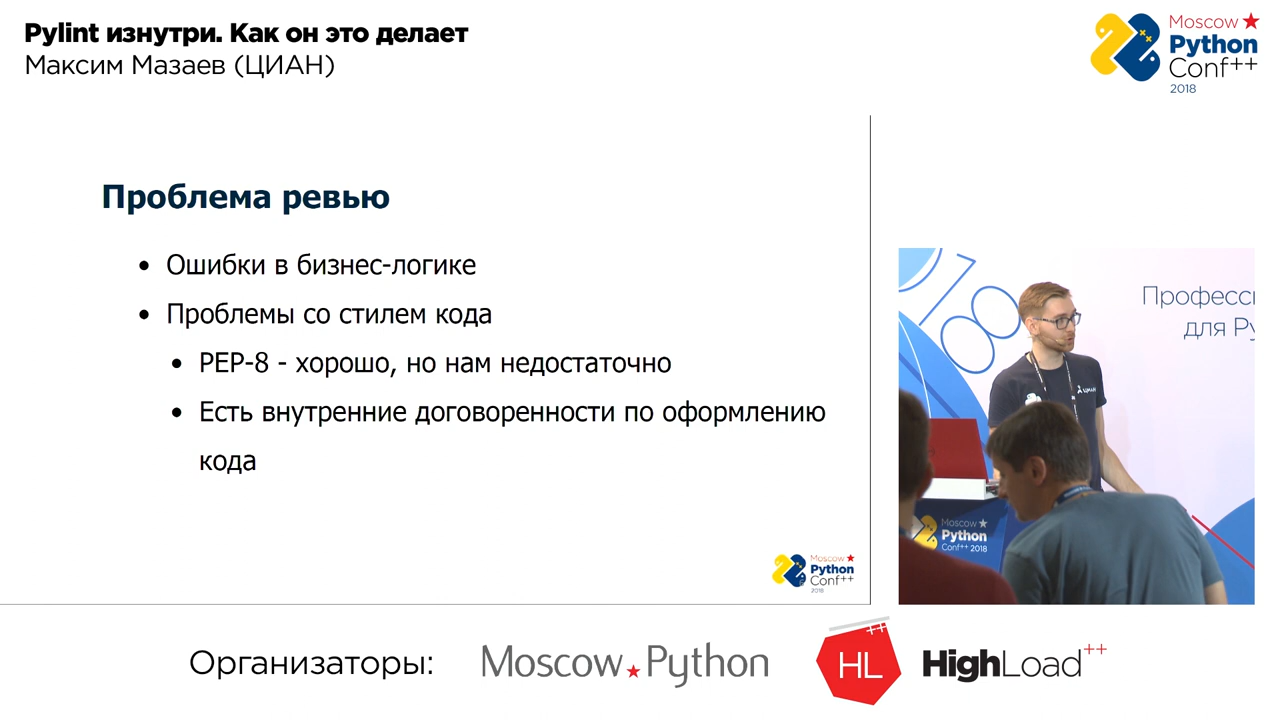 Pylint изнутри. Как он это делает
Максим Мазаев (ЦИАН)
Moscow
Python
Conf++
2018
Проблема ревью
• Ошибки в бизнес-логике
• Проблемы со стилем кода
• PEP-8 - хорошо, но нам недостаточно
• Есть внутренние договоренности по оформлению
кода
Moscow
Python
Conf++
2018
018
Професси
для Ру
Moscow
Python
Conf++ 2018
Организаторы:
Moscow Python
HL++
HighLoad++